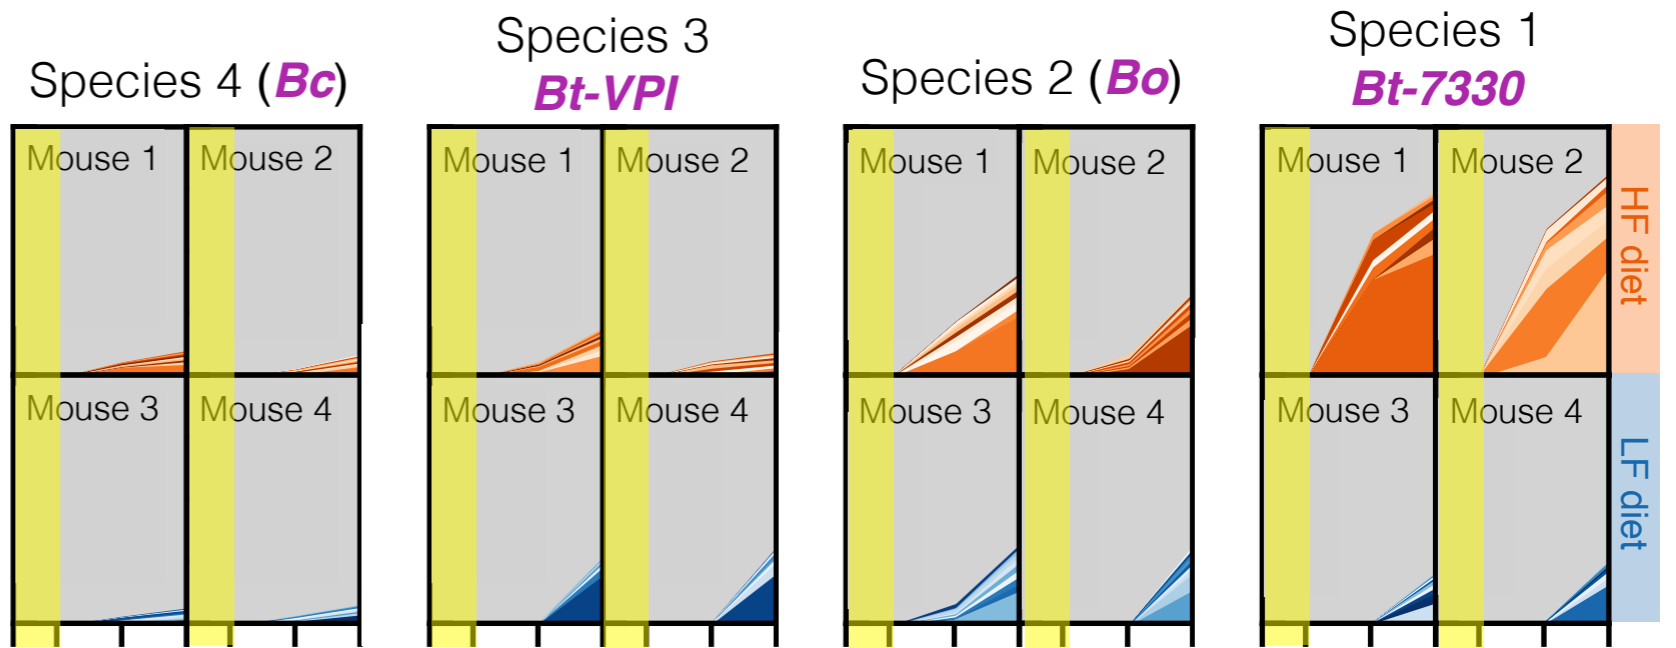 Species 4 (Bc)
Species 3
Bt-VPI
Species 2 (Bo)
Species 1
Bt-7330
Mouse 1
Mouse 2
Mouse 1
Mouse 2
Mouse 1
Mouse 2
Mouse 1
Mouse 2
HF diet
Mouse 3
Mouse 4
Mouse 3
Mouse 4
Mouse 3
Mouse 4
Mouse 3
Mouse 4
LF diet